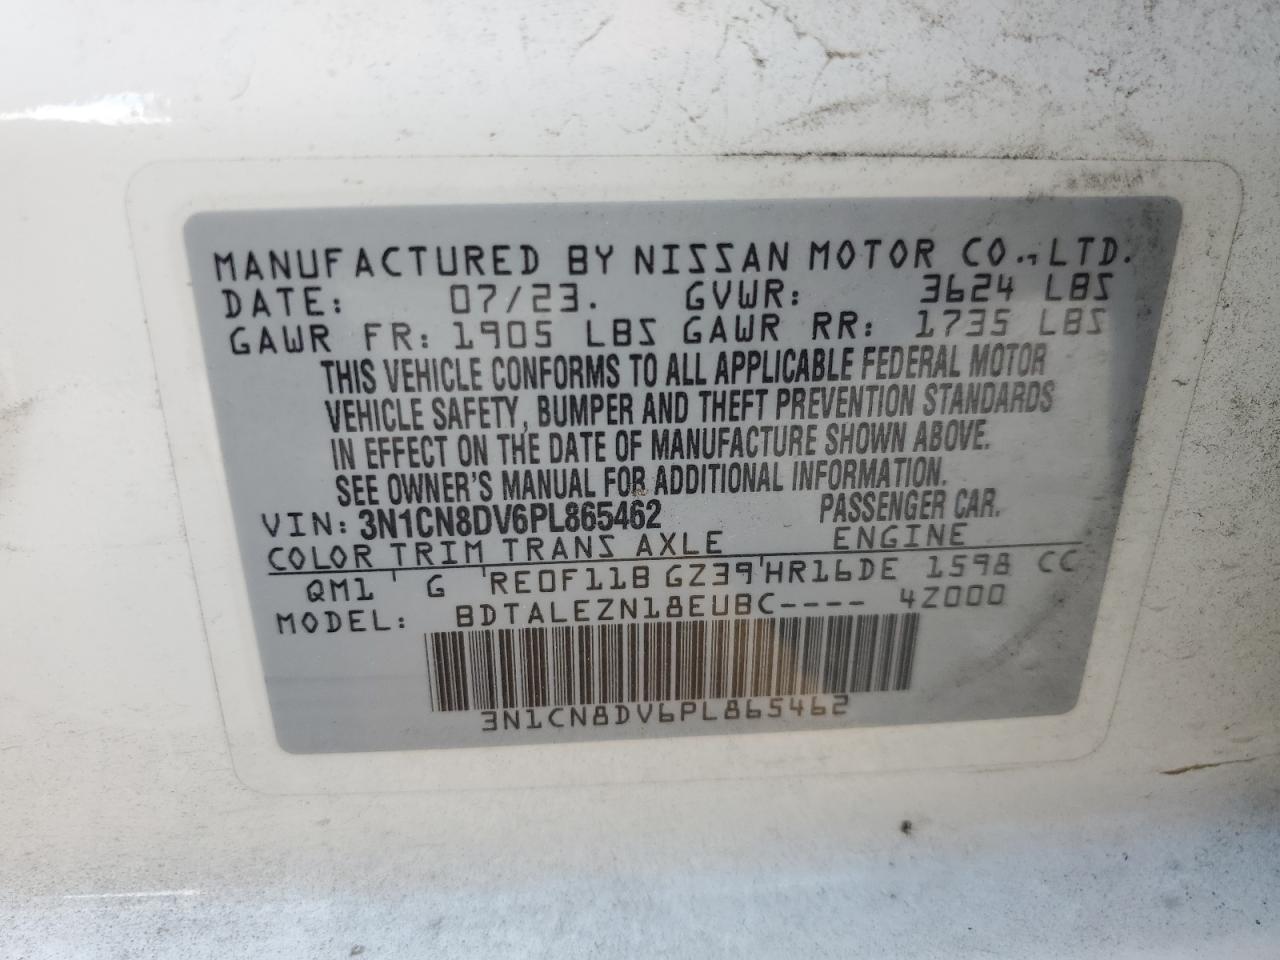 MANUFACTURED BY NISSAN MOTOR CO., LTD.
DATE: 07/23. GVWR: 3624 LBS
GAWR FR: 1905 LBS GAWR RR: 1735 LBS
THIS VEHICLE CONFORMS TO ALL APPLICABLE FEDERAL MOTOR
VEHICLE SAFETY, BUMPER AND THEFT PREVENTION STANDARDS
IN EFFECT ON THE DATE OF MANUFACTURE SHOWN ABOVE.
SEE OWNER'S MANUAL FOR ADDITIONAL INFORMATION.
VIN: 3N1CN8DV6PL865462 PASSENGER CAR.
COLOR TRIM TRANS AXLE ENGINE
QM1 ' G 'RE0F11B GZ39'HR16DE 1598 CC
MODEL: BDTALEZN18EUBC---- 4Z000
3N1CN8DV6PL865462